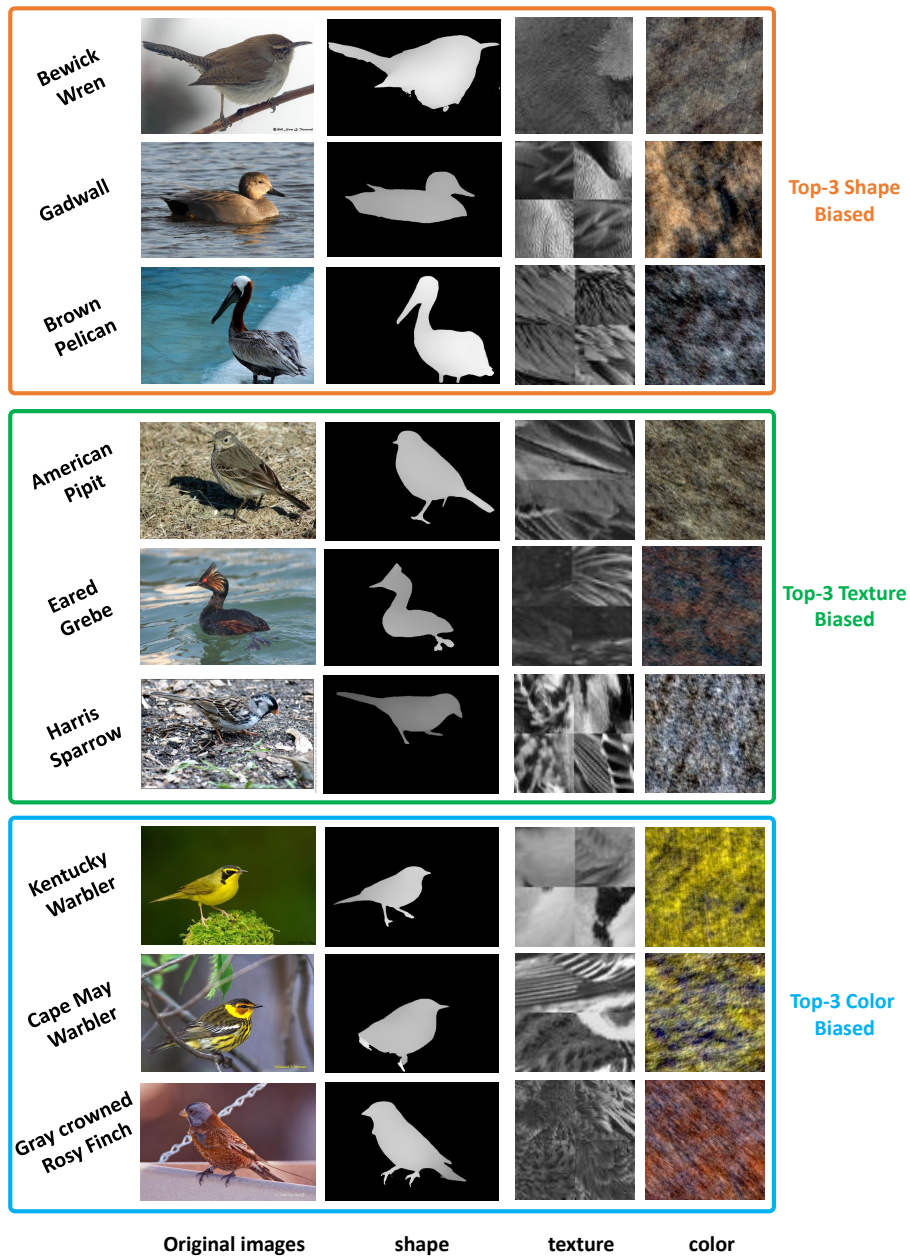 Bewick
Wren
Gadwall
Brown
Pelican
Top-3 Shape
Biased
American
Pipit
Eared
Grebe
Harris
Sparrow
Top-3 Texture
Biased
Kentucky
Warbler
Cape May
Warbler
Gray crowned
Rosy Finch
Top-3 Color
Biased
Original images shape texture color